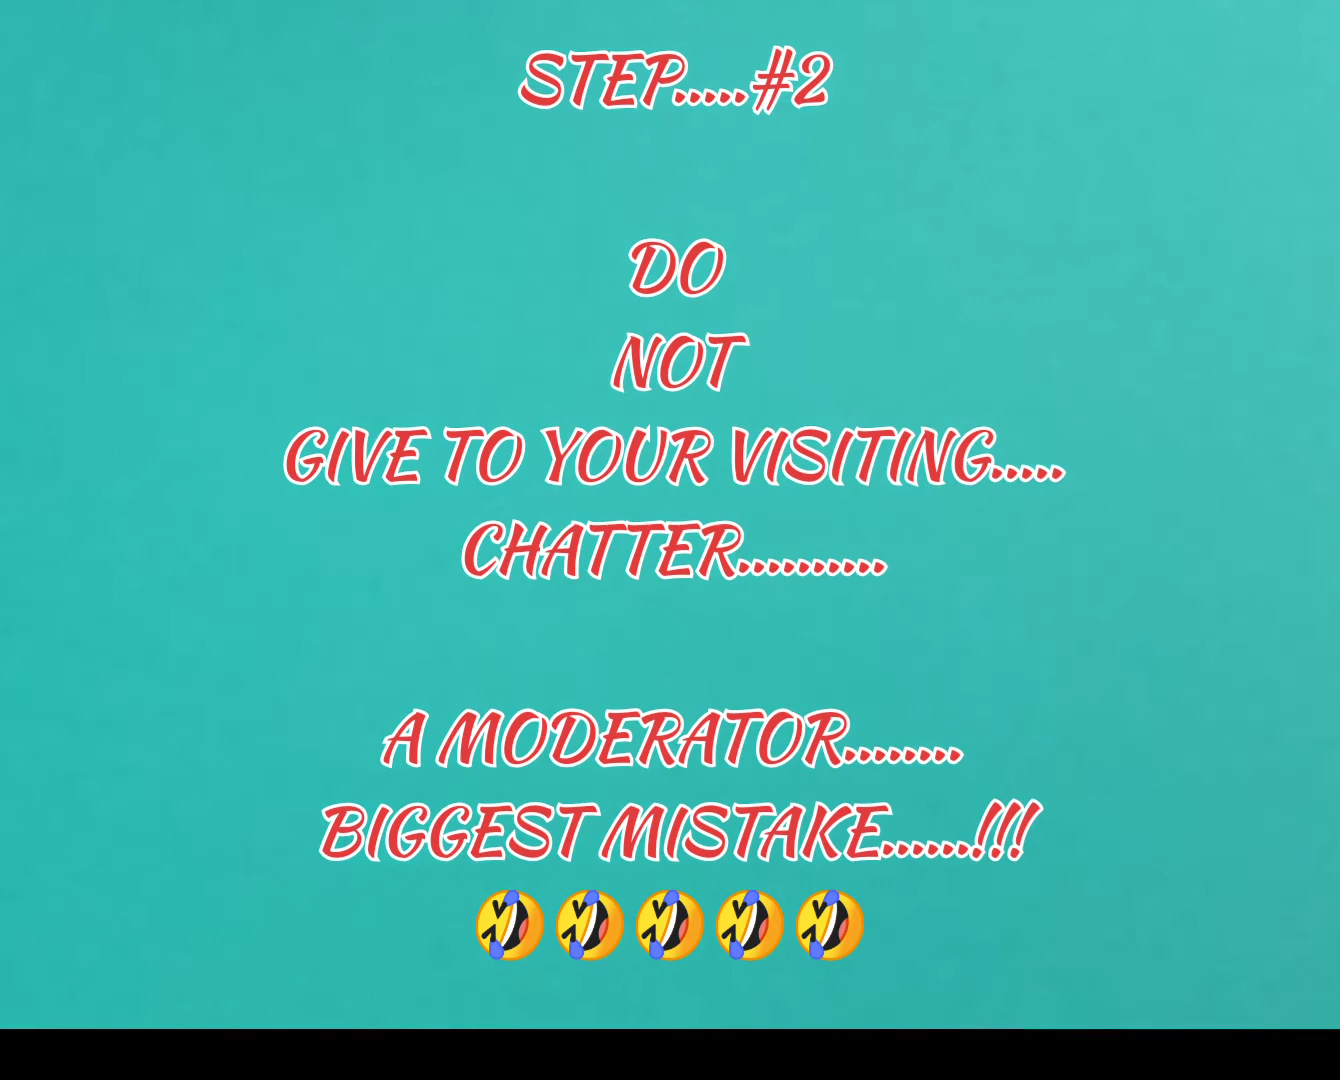 STEP.....#2
DO
NOT
GIVE TO YOUR VISITING.....
CHATTER..........
A MODERATOR........
BIGGEST MISTAKE......!!!
🤣🤣🤣🤣🤣